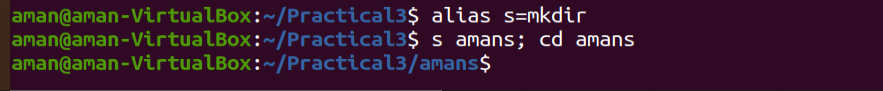 aman@aman-VirtualBox:~/Practical3$ alias s=mkdir
aman@aman-VirtualBox:~/Practical3$ s amans; cd amans
aman@aman-VirtualBox:~/Practical3/amans$